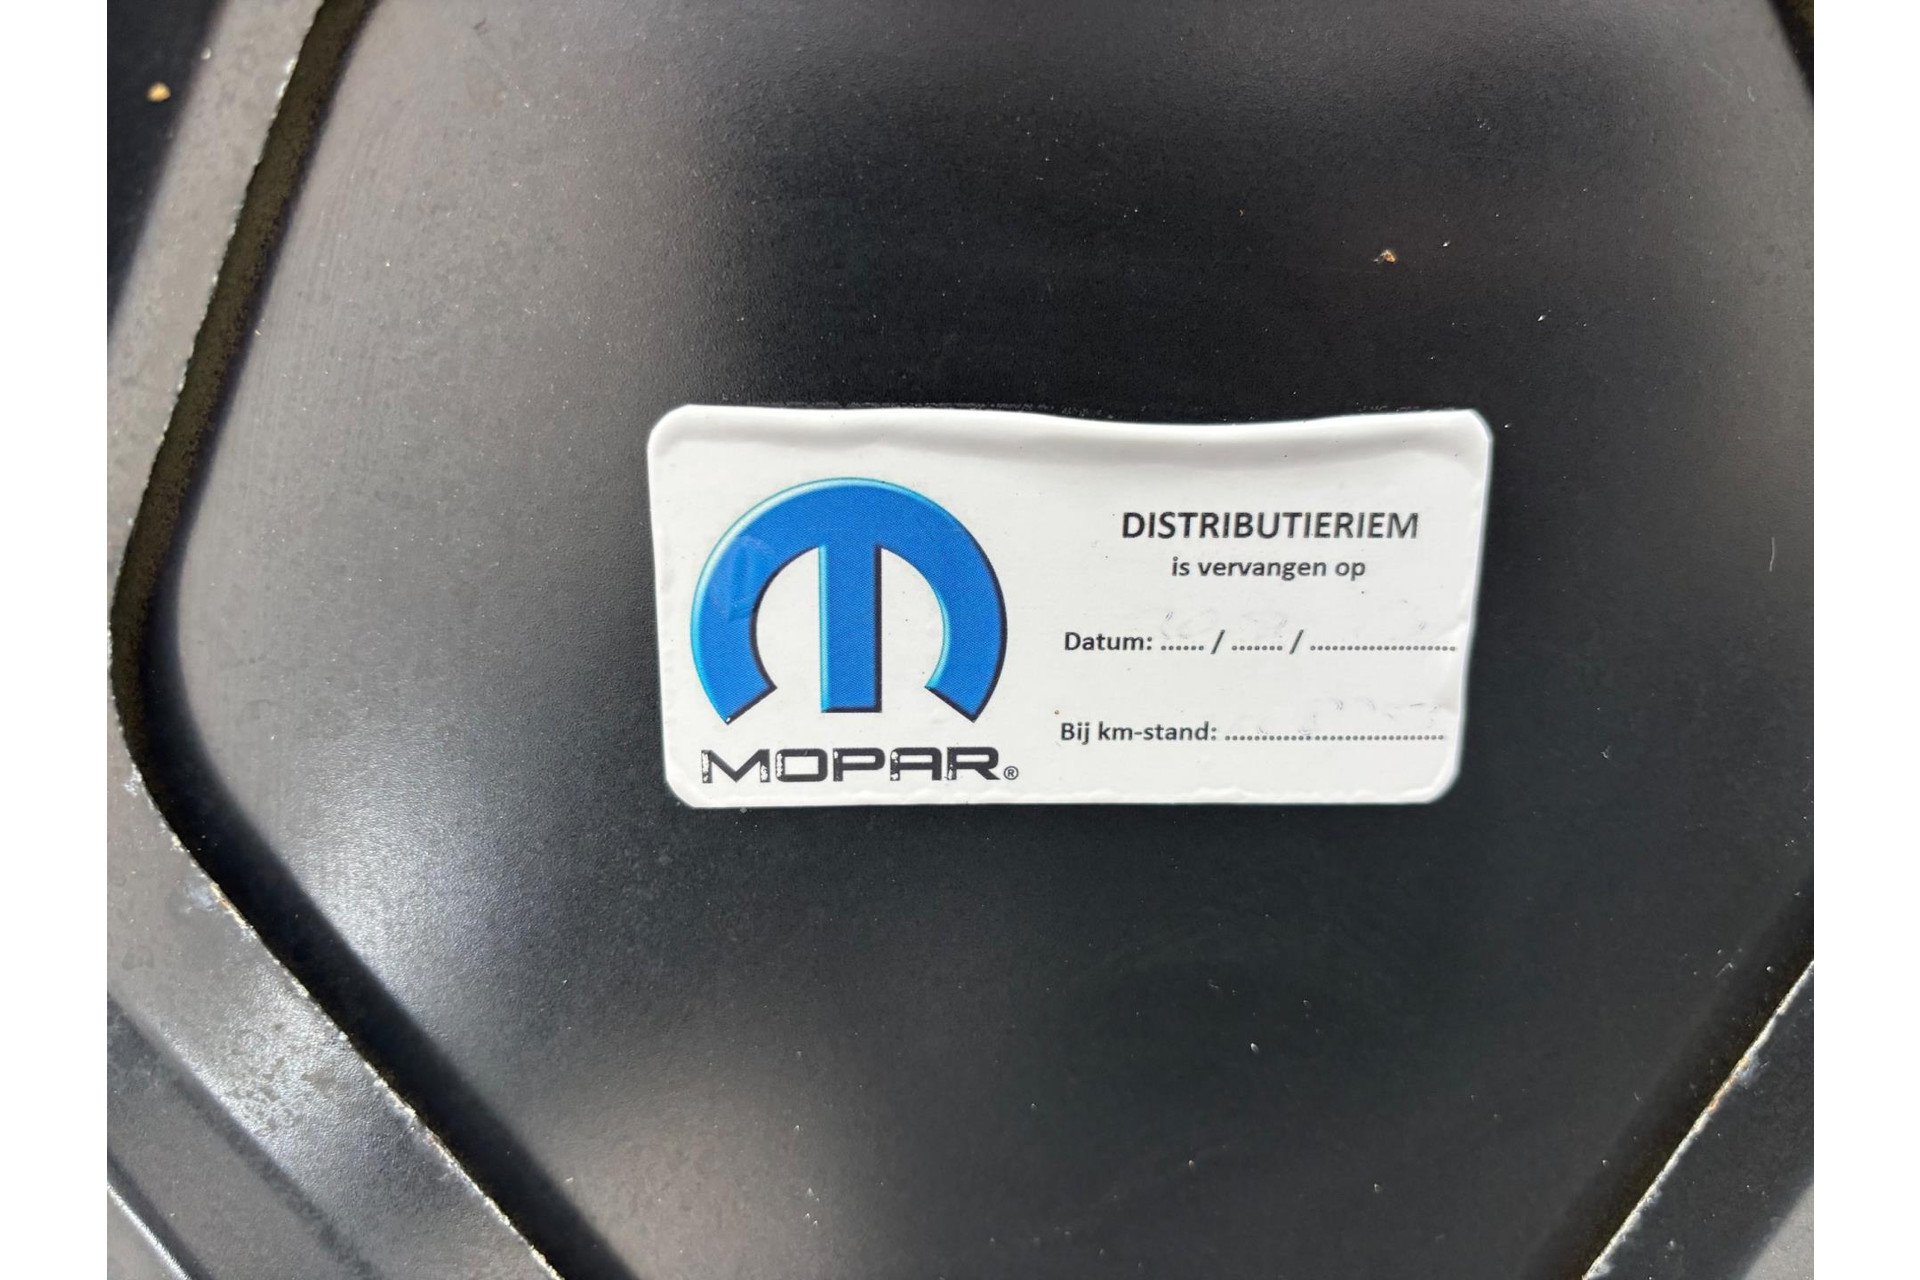 DISTRIBUTIERIEM
is vervangen op
Datum: ...... / ....... / ....................
Bij km-stand: ..............................
MOPAR®